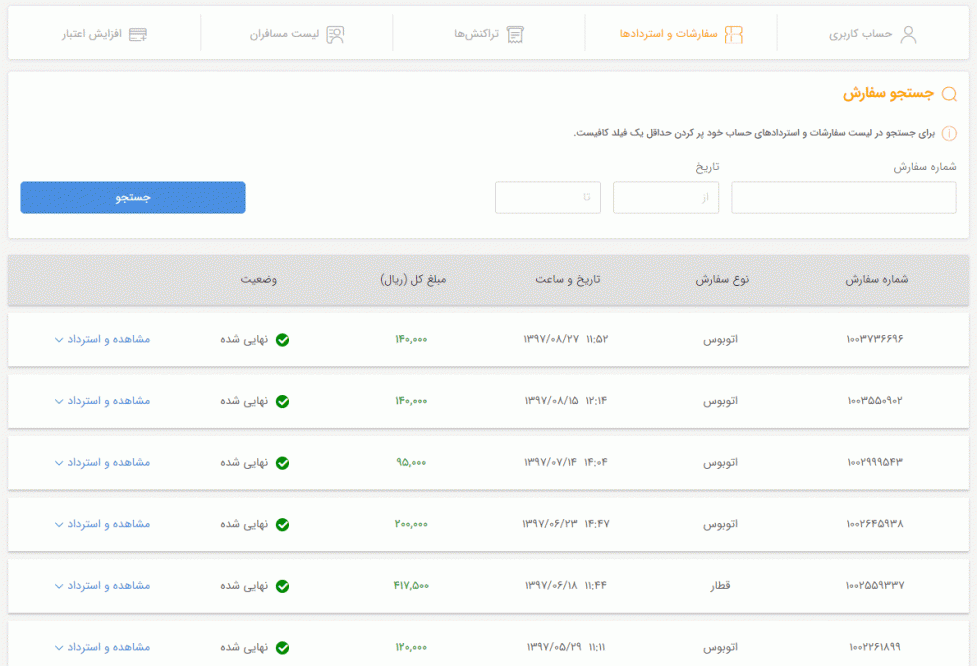 حساب کاربری سفارشات و استردادها تراکنش‌ها لیست مسافران افزایش اعتبار
جستجو سفارش
برای جستجو در لیست سفارشات و استردادهای حساب خود پر کردن حداقل یک فیلد کافیست.
شماره سفارش تاریخ
از تا جستجو
شماره سفارش نوع سفارش تاریخ و ساعت مبلغ کل (ریال) وضعیت
۱۰۰۳۷۳۶۶۹۶ اتوبوس ۱۳۹۷/۰۸/۲۷ ۱۱:۵۲ ۱۴۰,۰۰۰ نهایی شده مشاهده و استرداد
۱۰۰۳۵۵۰۹۰۲ اتوبوس ۱۳۹۷/۰۸/۱۵ ۱۲:۱۴ ۱۴۰,۰۰۰ نهایی شده مشاهده و استرداد
۱۰۰۲۹۹۹۵۴۳ اتوبوس ۱۳۹۷/۰۷/۱۴ ۱۴:۰۴ ۹۵,۰۰۰ نهایی شده مشاهده و استرداد
۱۰۰۲۶۴۵۹۳۸ اتوبوس ۱۳۹۷/۰۶/۲۳ ۱۴:۴۷ ۲۰۰,۰۰۰ نهایی شده مشاهده و استرداد
۱۰۰۲۵۵۹۳۳۷ قطار ۱۳۹۷/۰۶/۱۸ ۱۱:۴۴ ۴۱۷,۵۰۰ نهایی شده مشاهده و استرداد
۱۰۰۲۲۶۱۸۹۹ اتوبوس ۱۳۹۷/۰۵/۲۹ ۱۱:۱۱ ۱۲۰,۰۰۰ نهایی شده مشاهده و استرداد